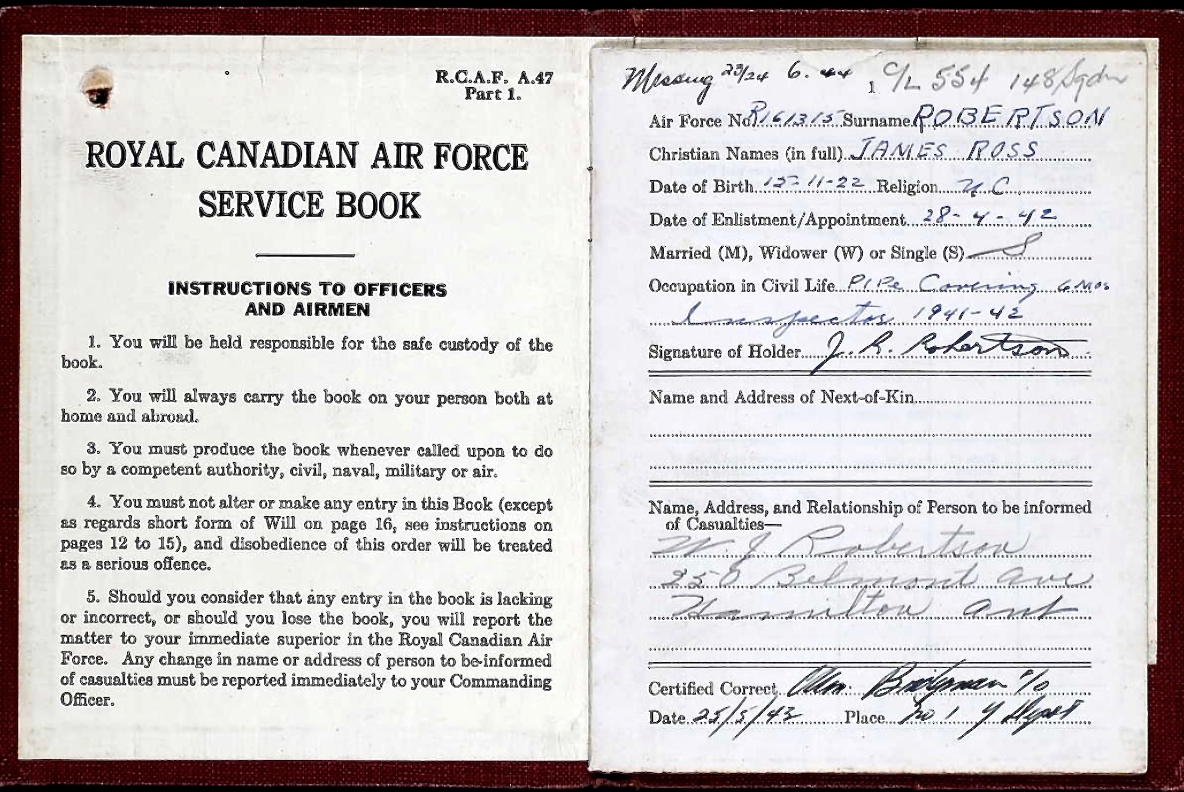 R.C.A.F. A.47
Part 1.
ROYAL CANADIAN AIR FORCE
SERVICE BOOK
INSTRUCTIONS TO OFFICERS
AND AIRMEN
1. You will be held responsible for the safe custody of the
book.
2. You will always carry the book on your person both at
home and abroad.
3. You must produce the book whenever called upon to do
so by a competent authority, civil, naval, military or air.
4. You must not alter or make any entry in this Book (except
as regards short form of Will on page 16, see instructions on
pages 12 to 15), and disobedience of this order will be treated
as a serious offence.
5. Should you consider that any entry in the book is lacking
or incorrect, or should you lose the book, you will report the
matter to your immediate superior in the Royal Canadian Air
Force. Any change in name or address of person to be informed
of casualties must be reported immediately to your Commanding
Officer.
Missing 23/24 6. 44 1 C/L 554 148 Sqdn
Air Force No. R161315 Surname ROBERTSON
Christian Names (in full) JAMES ROSS
Date of Birth 15-11-22 Religion U.C.
Date of Enlistment/Appointment 28-4-42
Married (M), Widower (W) or Single (S) S
Occupation in Civil Life PIPe Covering 6 Mos
Inspector 1941-42
Signature of Holder J. R. Robertson
Name and Address of Next-of-Kin
Name, Address, and Relationship of Person to be informed
of Casualties—
W. J. Robertson
250 Belmont Ave
Hamilton Ont
Certified Correct
Date 25/5/43 Place No 1 Y Depot